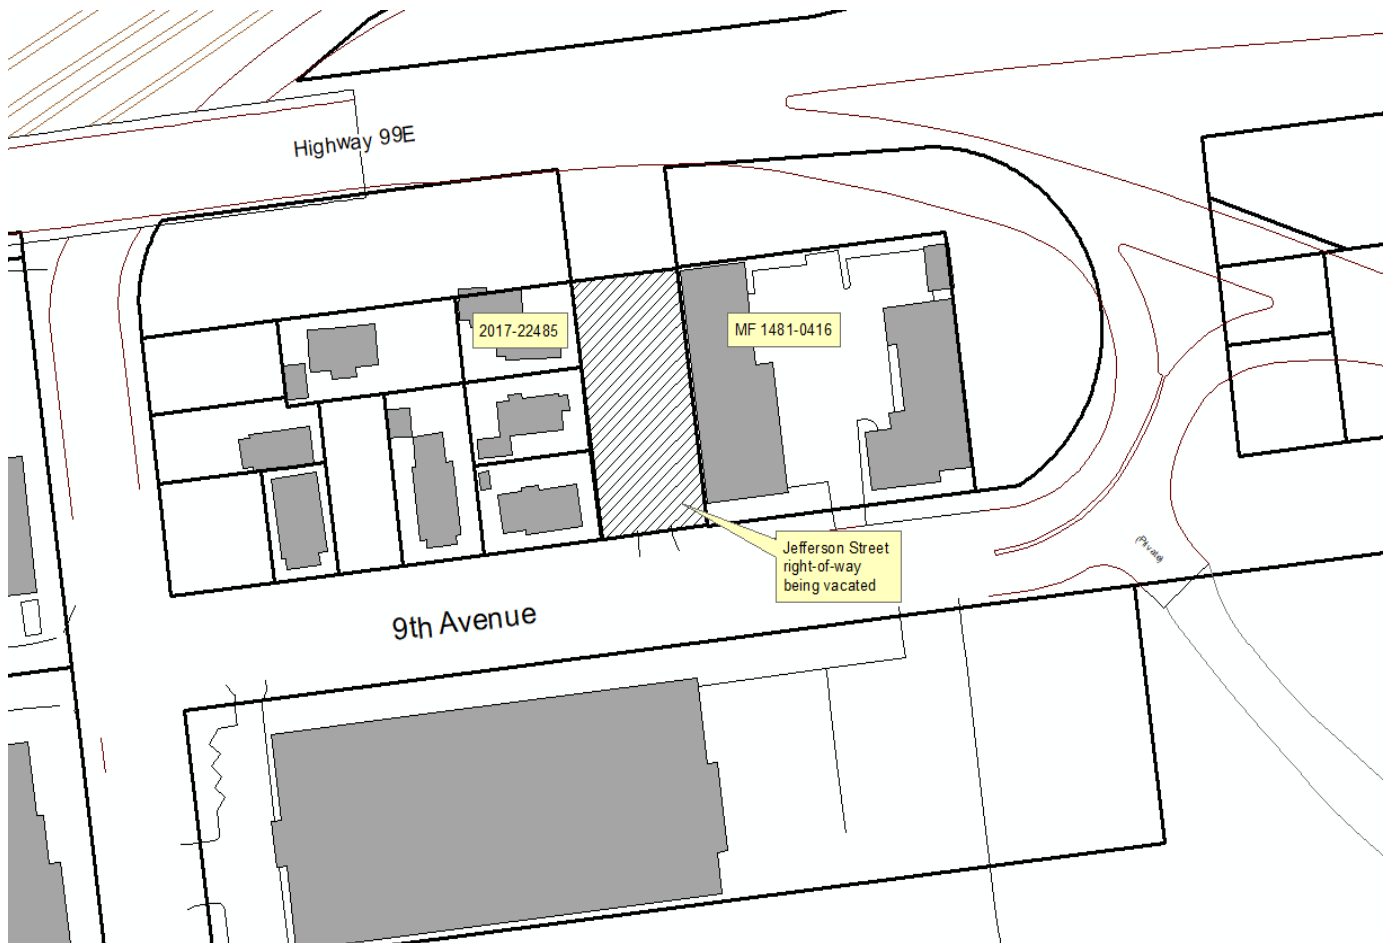 Highway 99E
2017-22485
MF 1481-0416
Jefferson Street
right-of-way
being vacated
(Private)
9th Avenue